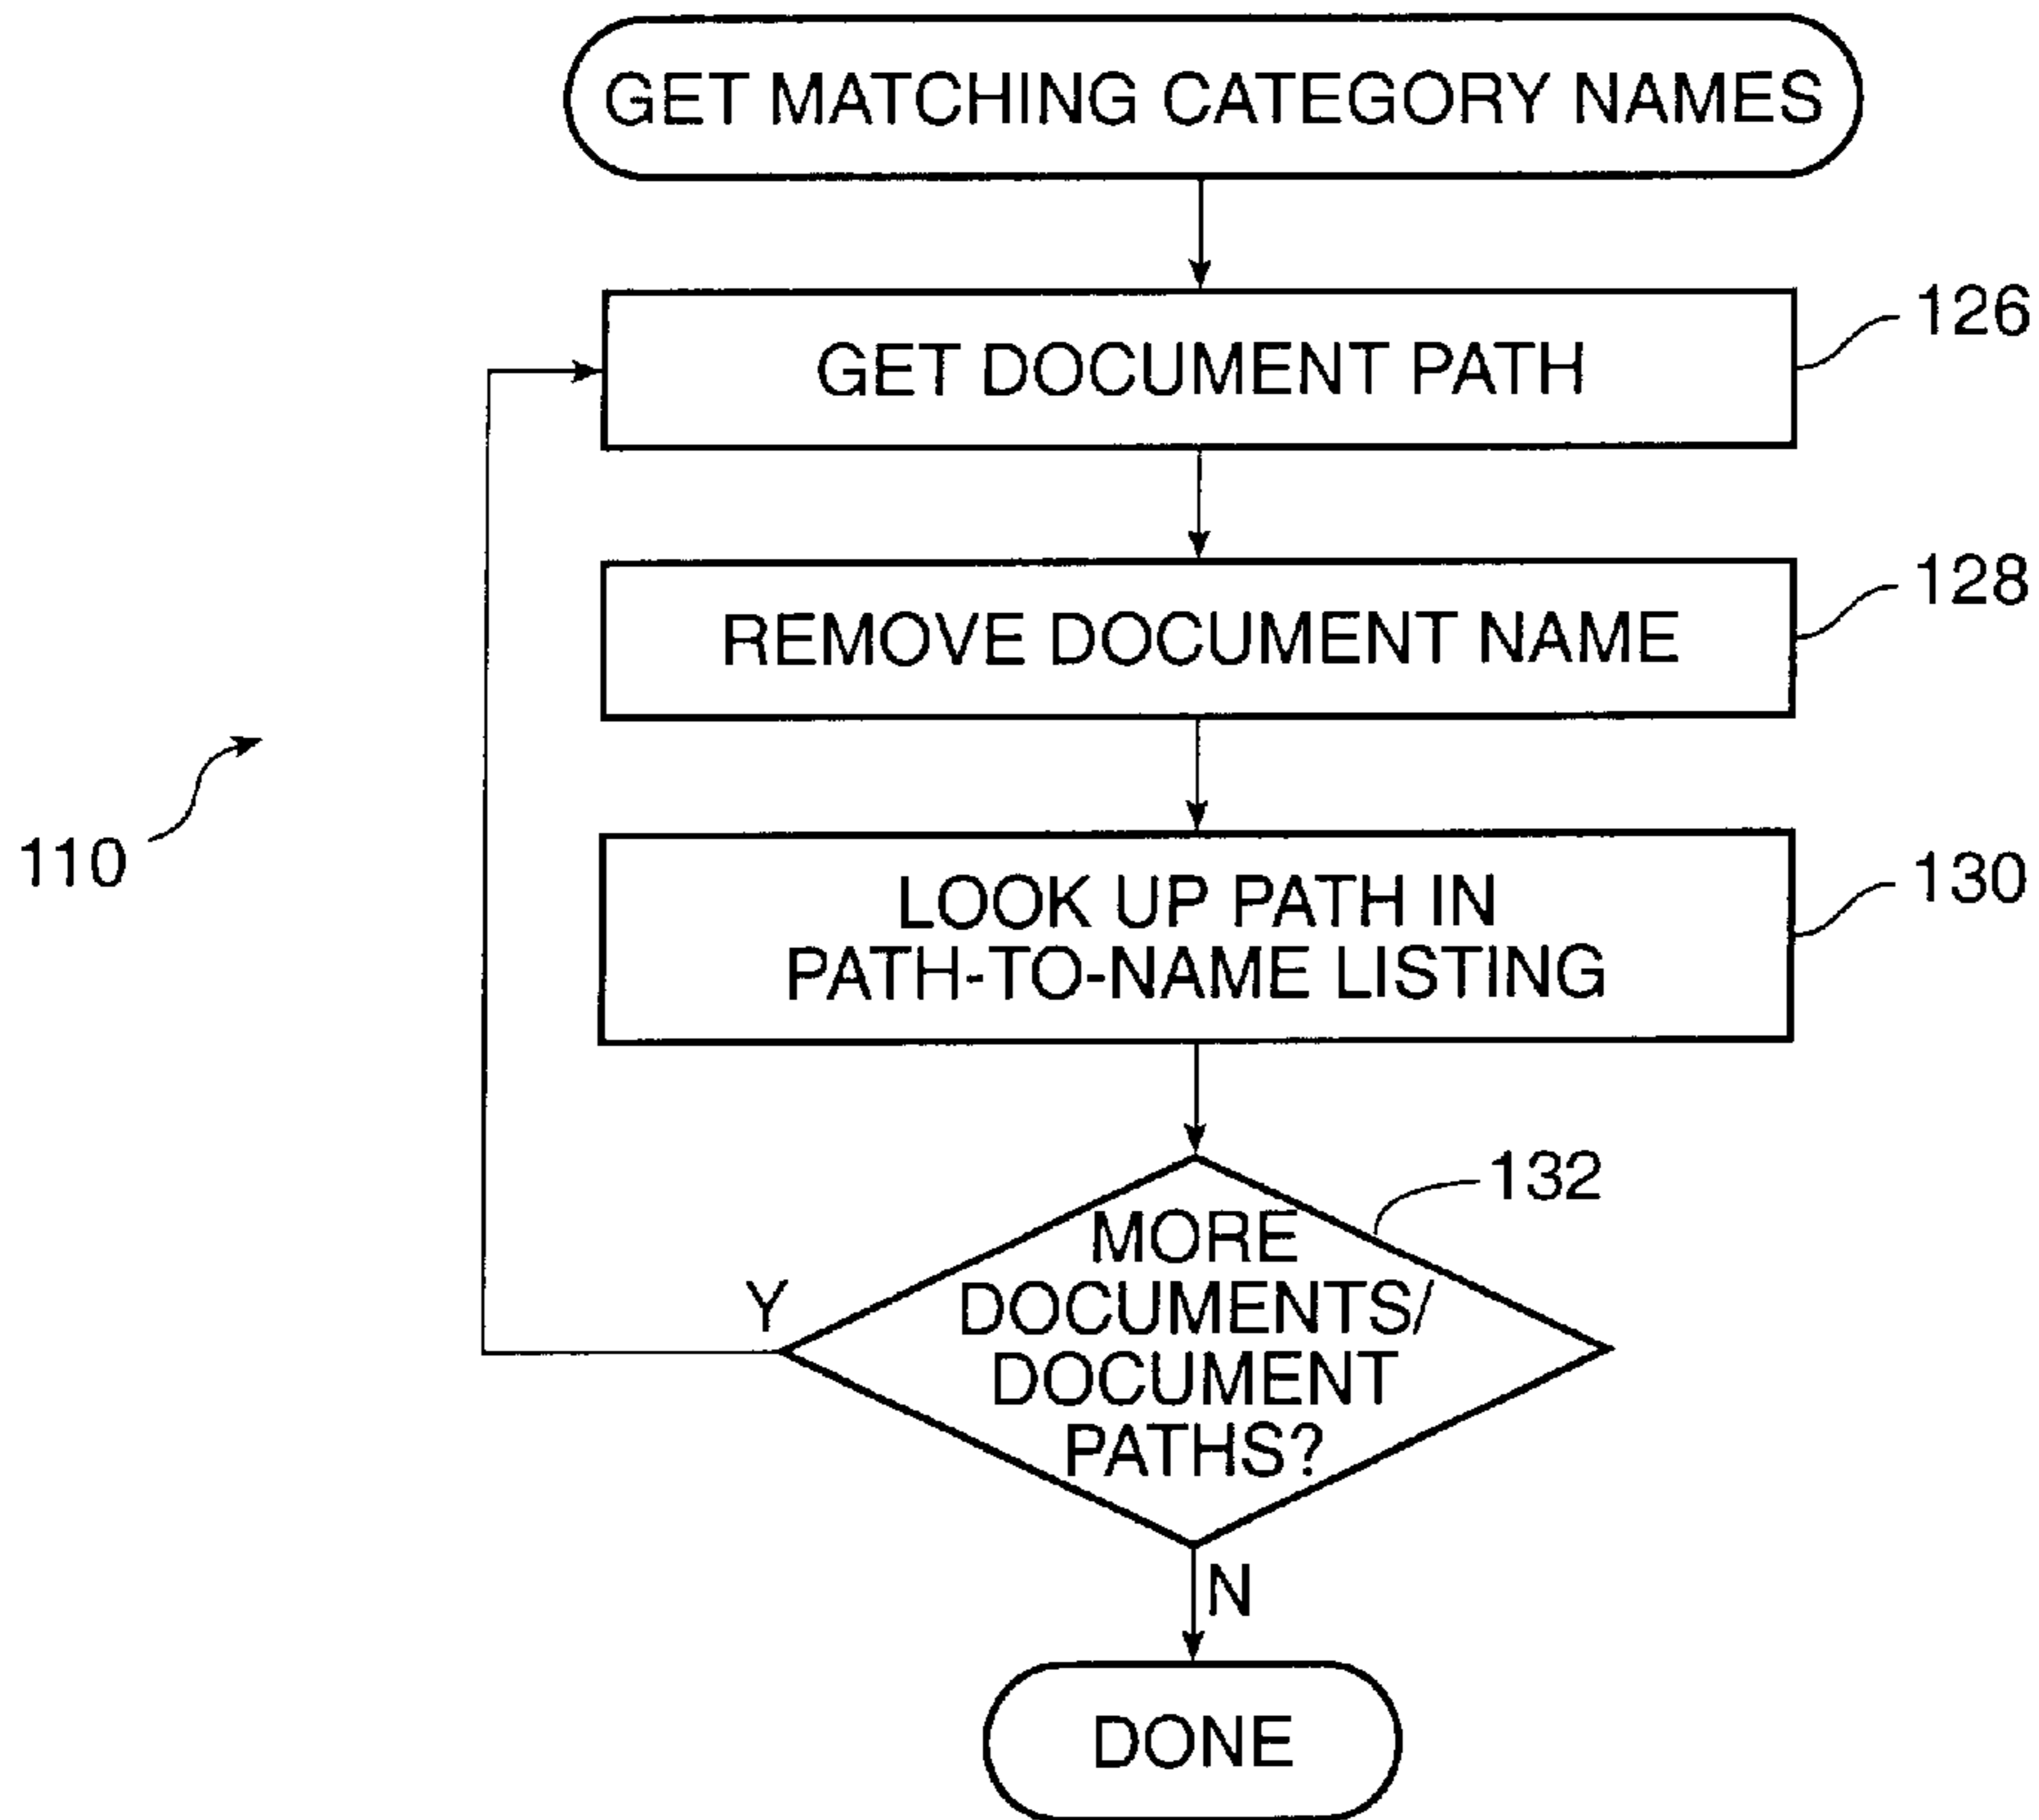 GET MATCHING CATEGORY NAMES
126
GET DOCUMENT PATH
128
REMOVE DOCUMENT NAME
110
130
LOOK UP PATH IN
PATH-TO-NAME LISTING
132
MORE
DOCUMENTS/
DOCUMENT
PATHS?
Y
N
DONE